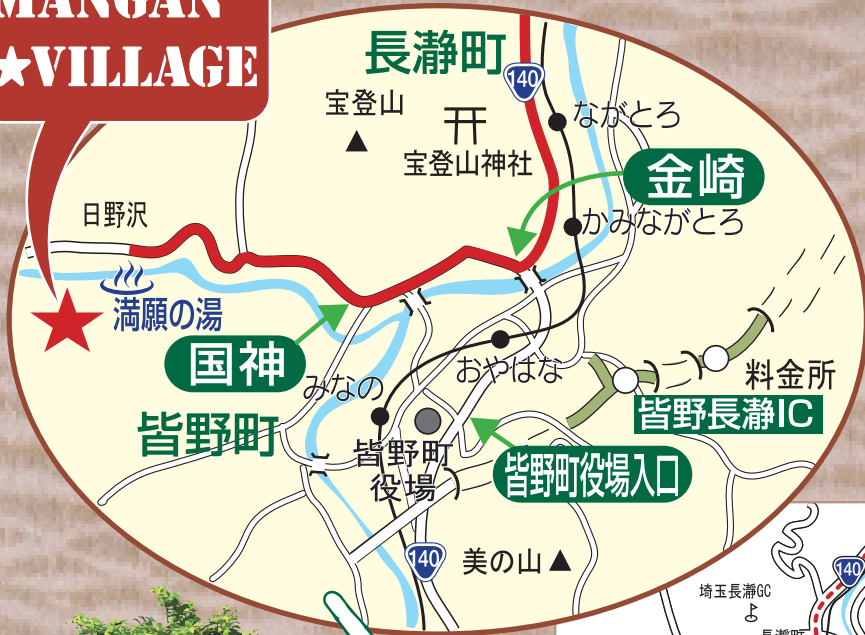 MANGAN
★VILLAGE
長瀞町
140
宝登山
宝登山神社
ながとろ
金崎
かみながとろ
日野沢
満願の湯
国神
みなの
おやはな
料金所
皆野長瀞IC
皆野町
皆野町
役場
皆野町役場入口
140
美の山
140
埼玉長瀞GC
長瀞町